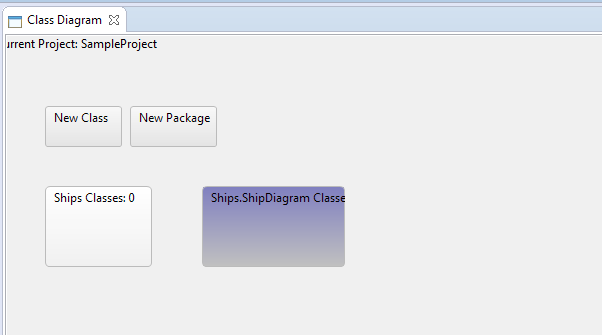 Class Diagram
urrent Project: SampleProject
New Class
New Package
Ships Classes: 0
Ships.ShipDiagram Classe